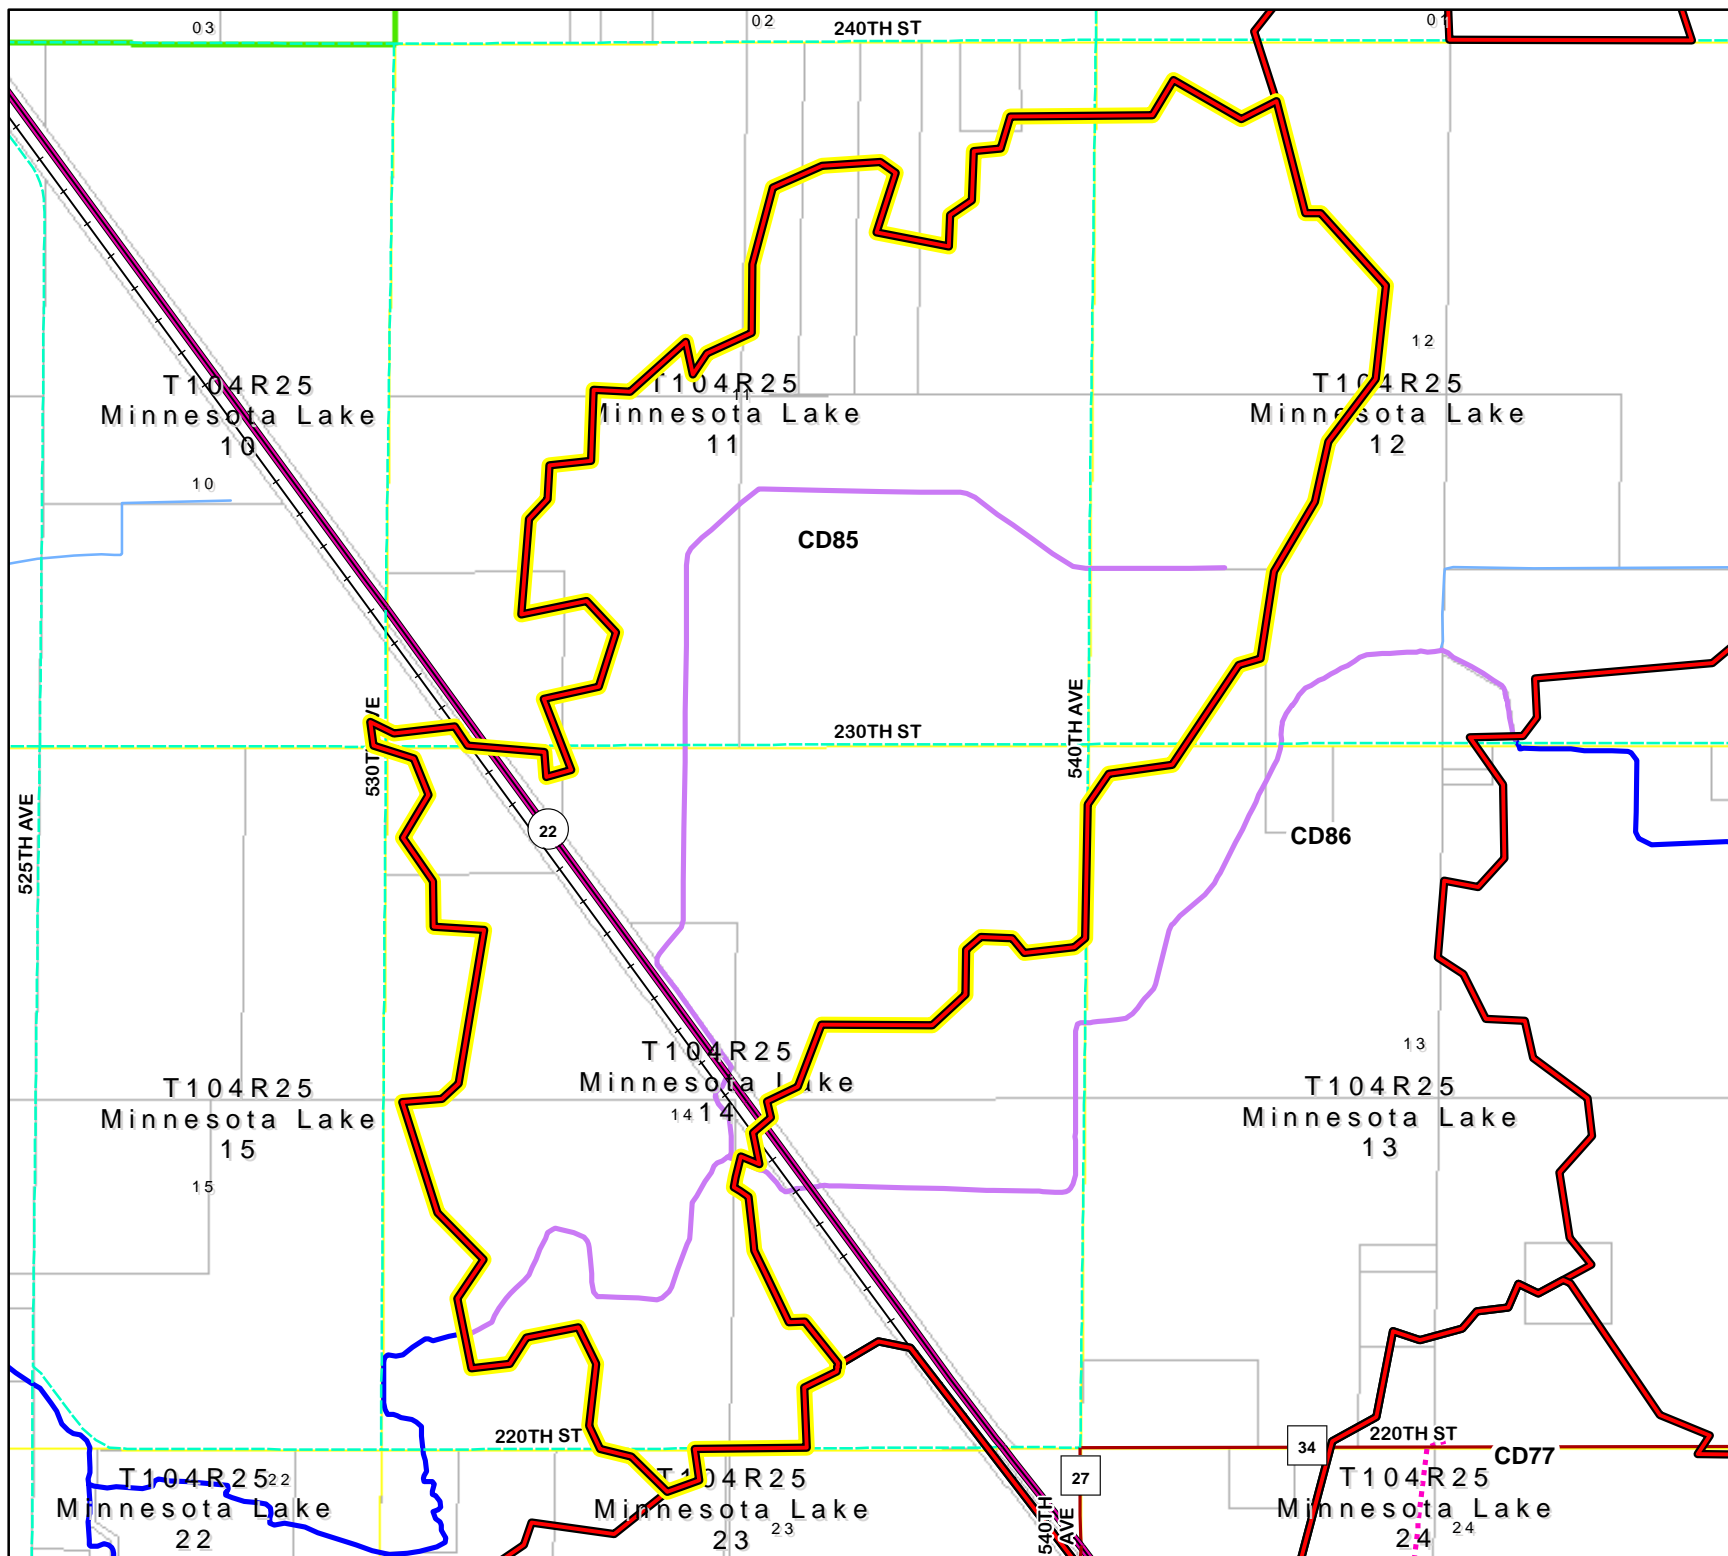 03
02
01
240TH ST
12
T104R25
Minnesota Lake
10
T104R25
11
Minnesota Lake
11
T104R25
Minnesota Lake
12
10
CD85
230TH ST
530TH AVE
540TH AVE
525TH AVE
22
CD86
13
T104R25
Minnesota Lake
14
14
T104R25
Minnesota Lake
15
T104R25
Minnesota Lake
13
15
220TH ST
34
220TH ST
CD77
27
T104R25
22
Minnesota Lake
22
T104R25
Minnesota Lake
23
23
540TH
AVE
T104R25
Minnesota Lake
24
24